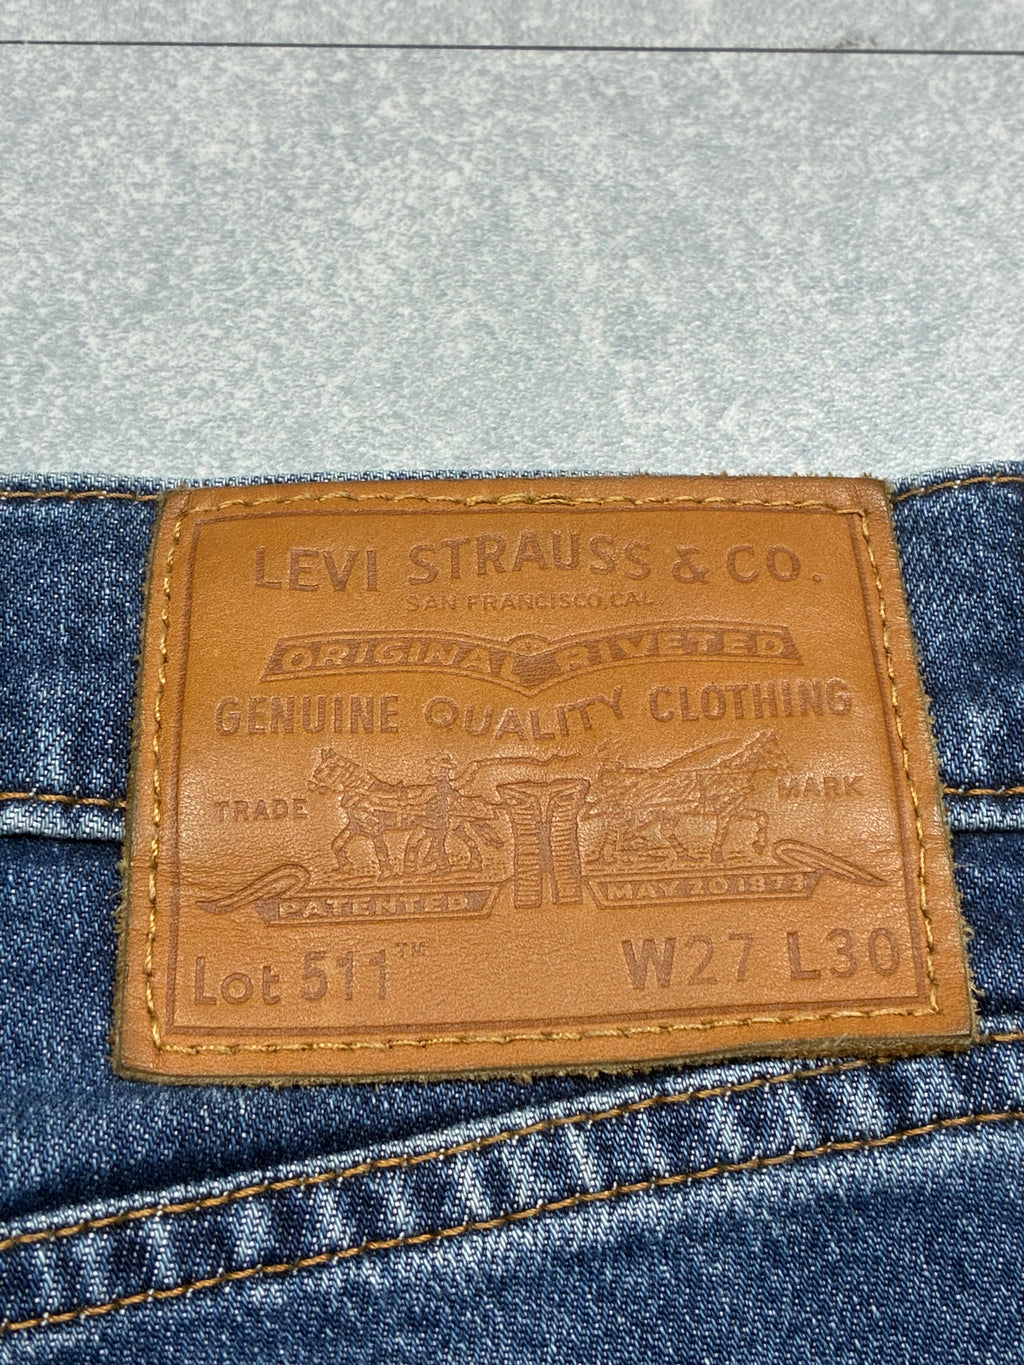 LEVI STRAUSS & CO.
SAN FRANCISCO, CAL.
ORIGINAL RIVETED
GENUINE QUALITY CLOTHING
TRADE MARK
PATENTED MAY 20 1873
Lot 511™ W27 L30